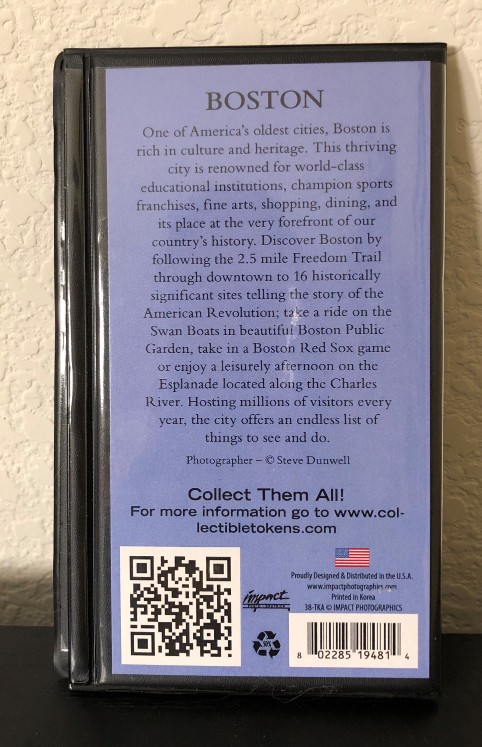 BOSTON
One of America's oldest cities, Boston is
rich in culture and heritage. This thriving
city is renowned for world-class
educational institutions, champion sports
franchises, fine arts, shopping, dining, and
its place at the very forefront of our
country's history. Discover Boston by
following the 2.5 mile Freedom Trail
through downtown to 16 historically
significant sites telling the story of the
American Revolution; take a ride on the
Swan Boats in beautiful Boston Public
Garden, take in a Boston Red Sox game
or enjoy a leisurely afternoon on the
Esplanade located along the Charles
River. Hosting millions of visitors every
year, the city offers an endless list of
things to see and do.
Photographer – © Steve Dunwell
Collect Them All!
For more information go to www.col-
lectibletokens.com
Proudly Designed & Distributed in the U.S.A.
www.impactphotographics.com
Printed in Korea
38-TKA © IMPACT PHOTOGRAPHICS
impact
8 02285 19481 4